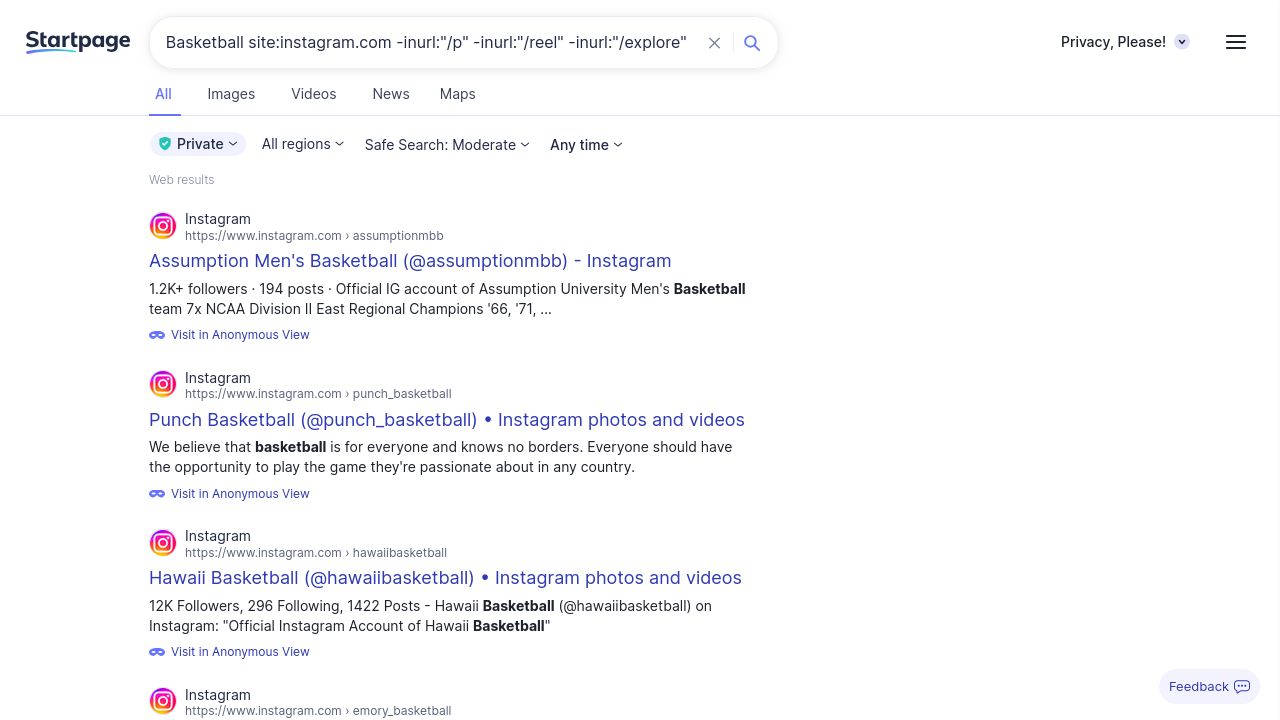 Startpage
Basketball site:instagram.com -inurl:"/p" -inurl:"/reel" -inurl:"/explore"
Privacy, Please!
All Images Videos News Maps
Private All regions Safe Search: Moderate Any time
Web results
Instagram
https://www.instagram.com › assumptionmbb
Assumption Men's Basketball (@assumptionmbb) - Instagram
1.2K+ followers · 194 posts · Official IG account of Assumption University Men's Basketball
team 7x NCAA Division II East Regional Champions '66, '71, ...
Visit in Anonymous View
Instagram
https://www.instagram.com › punch_basketball
Punch Basketball (@punch_basketball) • Instagram photos and videos
We believe that basketball is for everyone and knows no borders. Everyone should have
the opportunity to play the game they're passionate about in any country.
Visit in Anonymous View
Instagram
https://www.instagram.com › hawaiibasketball
Hawaii Basketball (@hawaiibasketball) • Instagram photos and videos
12K Followers, 296 Following, 1422 Posts - Hawaii Basketball (@hawaiibasketball) on
Instagram: "Official Instagram Account of Hawaii Basketball"
Visit in Anonymous View
Instagram
https://www.instagram.com › emory_basketball
Feedback